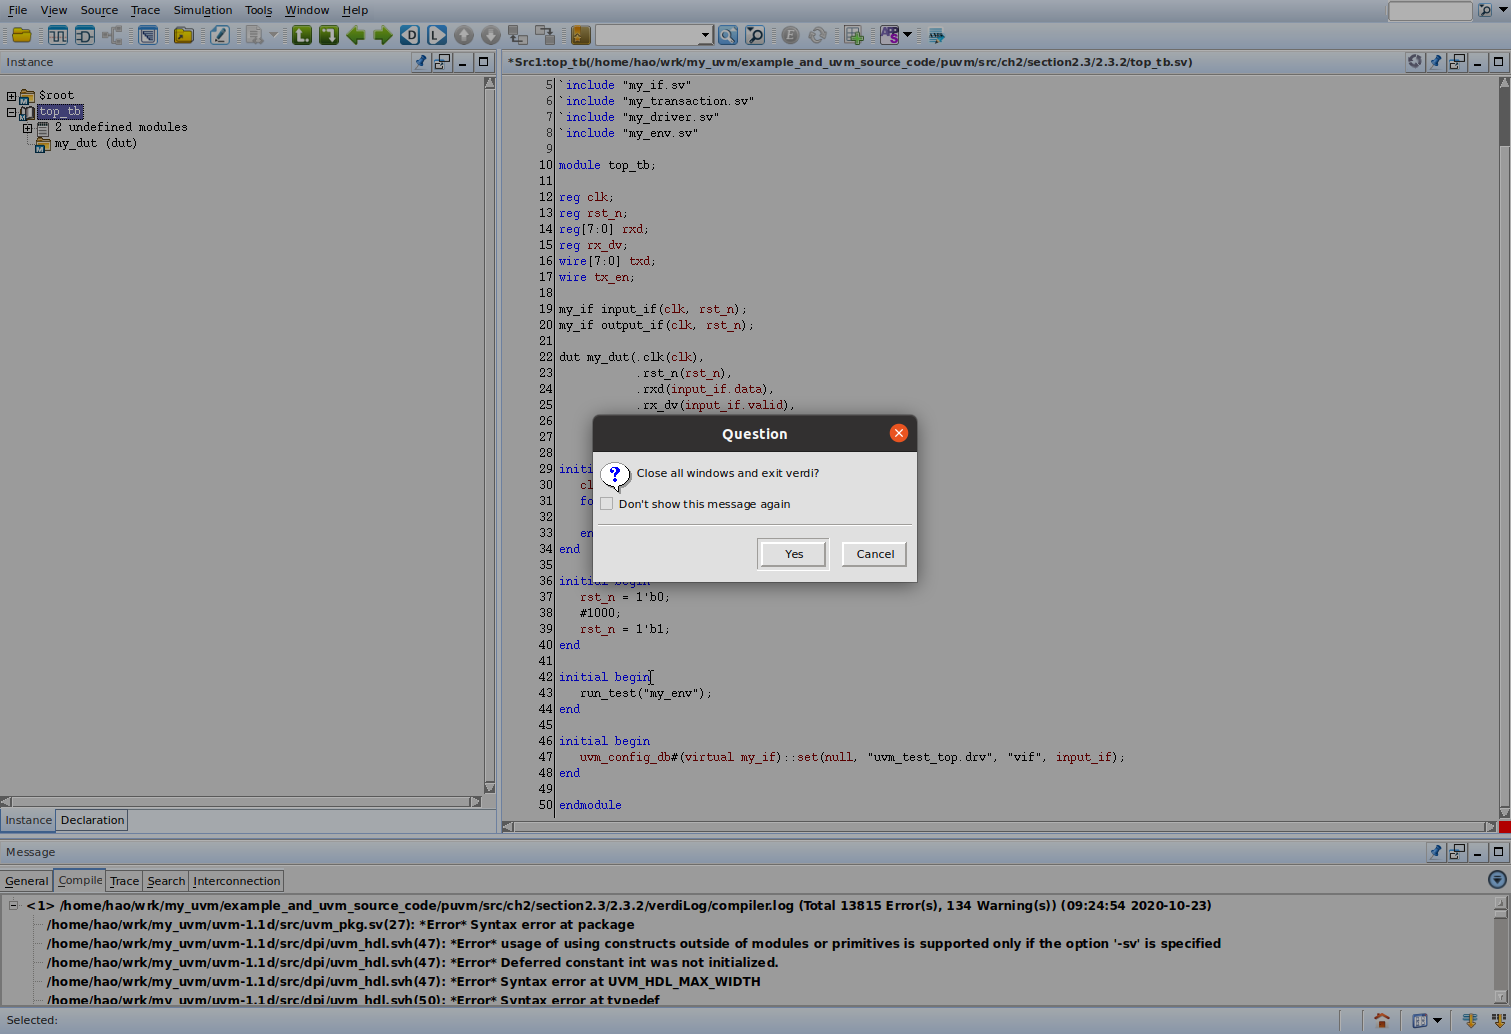 File View Source Trace Simulation Tools Window Help
Instance
*Src1:top_tb(/home/hao/wrk/my_uvm/example_and_uvm_source_code/puvm/src/ch2/section2.3/2.3.2/top_tb.sv)
$root
top_tb
2 undefined modules
my_dut (dut)
5 `include "my_if.sv"
6 `include "my_transaction.sv"
7 `include "my_driver.sv"
8 `include "my_env.sv"
9
10 module top_tb;
11
12 reg clk;
13 reg rst_n;
14 reg[7:0] rxd;
15 reg rx_dv;
16 wire[7:0] txd;
17 wire tx_en;
18
19 my_if input_if(clk, rst_n);
20 my_if output_if(clk, rst_n);
21
22 dut my_dut(.clk(clk),
23 .rst_n(rst_n),
24 .rxd(input_if.data),
25 .rx_dv(input_if.valid),
26
27
28
29 initi
30 cl
31 fo
32
33 en
34 end
35
36 initial begin
37 rst_n = 1'b0;
38 #1000;
39 rst_n = 1'b1;
40 end
41
42 initial begin
43 run_test("my_env");
44 end
45
46 initial begin
47 uvm_config_db#(virtual my_if)::set(null, "uvm_test_top.drv", "vif", input_if);
48 end
49
50 endmodule
Question
Close all windows and exit verdi?
Don't show this message again
Yes Cancel
Instance Declaration
Message
General Compile Trace Search Interconnection
<1> /home/hao/wrk/my_uvm/example_and_uvm_source_code/puvm/src/ch2/section2.3/2.3.2/verdiLog/compiler.log (Total 13815 Error(s), 134 Warning(s)) (09:24:54 2020-10-23)
/home/hao/wrk/my_uvm/uvm-1.1d/src/uvm_pkg.sv(27): *Error* Syntax error at package
/home/hao/wrk/my_uvm/uvm-1.1d/src/dpi/uvm_hdl.svh(47): *Error* usage of using constructs outside of modules or primitives is supported only if the option '-sv' is specified
/home/hao/wrk/my_uvm/uvm-1.1d/src/dpi/uvm_hdl.svh(47): *Error* Deferred constant int was not initialized.
/home/hao/wrk/my_uvm/uvm-1.1d/src/dpi/uvm_hdl.svh(47): *Error* Syntax error at UVM_HDL_MAX_WIDTH
/home/hao/wrk/my_uvm/uvm-1.1d/src/dpi/uvm_hdl.svh(50): *Error* Syntax error at typedef
Selected: